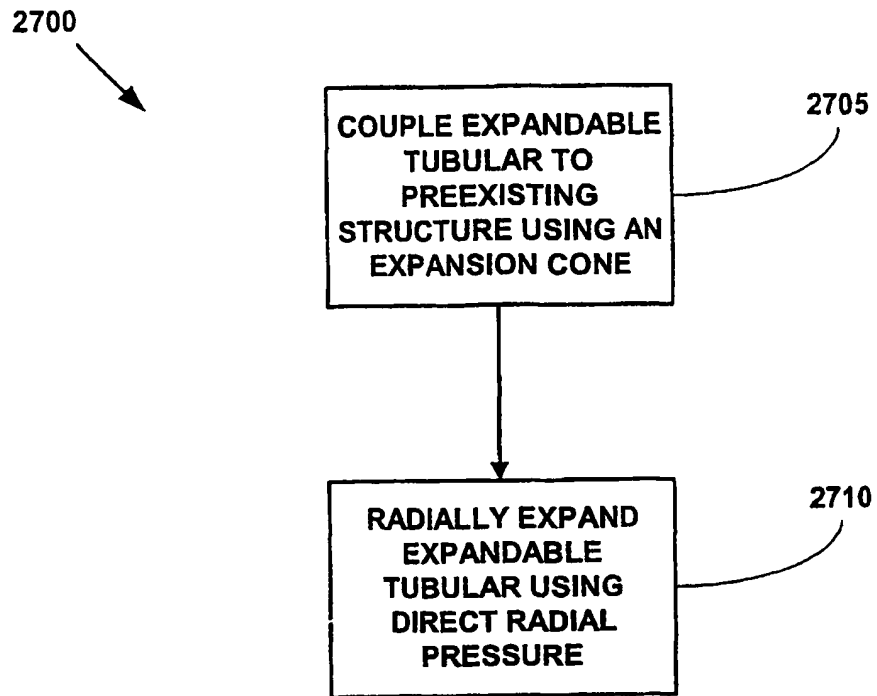 2700
2705
COUPLE EXPANDABLE
TUBULAR TO
PREEXISTING
STRUCTURE USING AN
EXPANSION CONE
2710
RADIALLY EXPAND
EXPANDABLE
TUBULAR USING
DIRECT RADIAL
PRESSURE